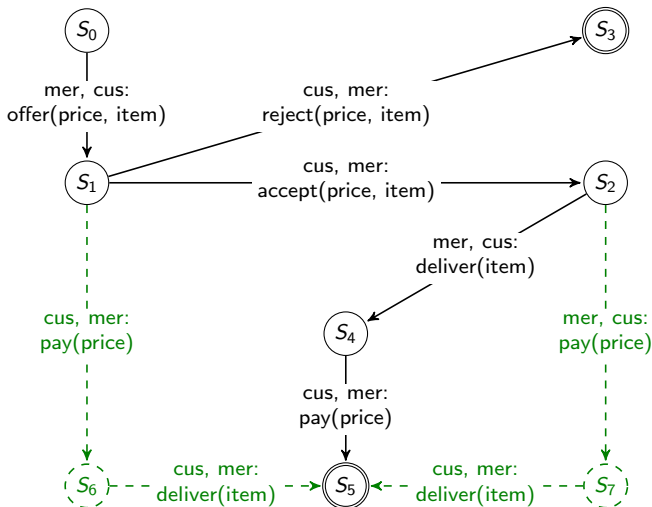 S0
S3
mer, cus:
offer(price, item)
cus, mer:
reject(price, item)
S1
cus, mer:
accept(price, item)
S2
mer, cus:
deliver(item)
cus, mer:
pay(price)
S4
mer, cus:
pay(price)
cus, mer:
pay(price)
S6
cus, mer:
deliver(item)
S5
cus, mer:
deliver(item)
S7